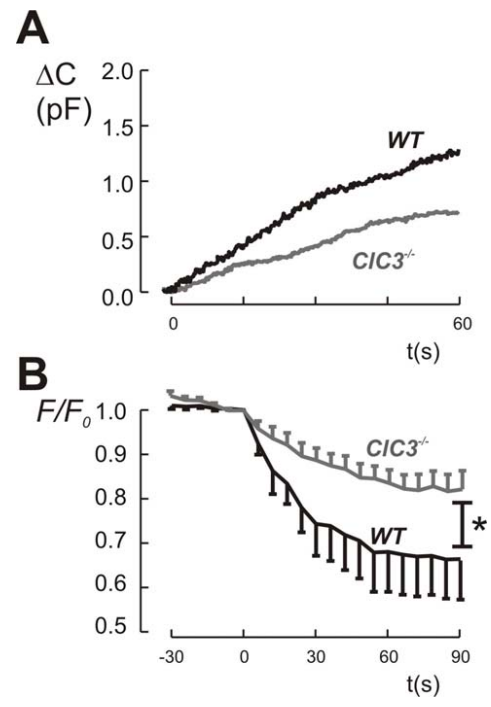 A
ΔC
(pF)
2.0
1.5
1.0
0.5
0.0
WT
ClC3-/-
0
60
t(s)
B
F/F0
1.0
0.9
0.8
0.7
0.6
0.5
ClC3-/-
WT
*
-30
0
30
60
90
t(s)